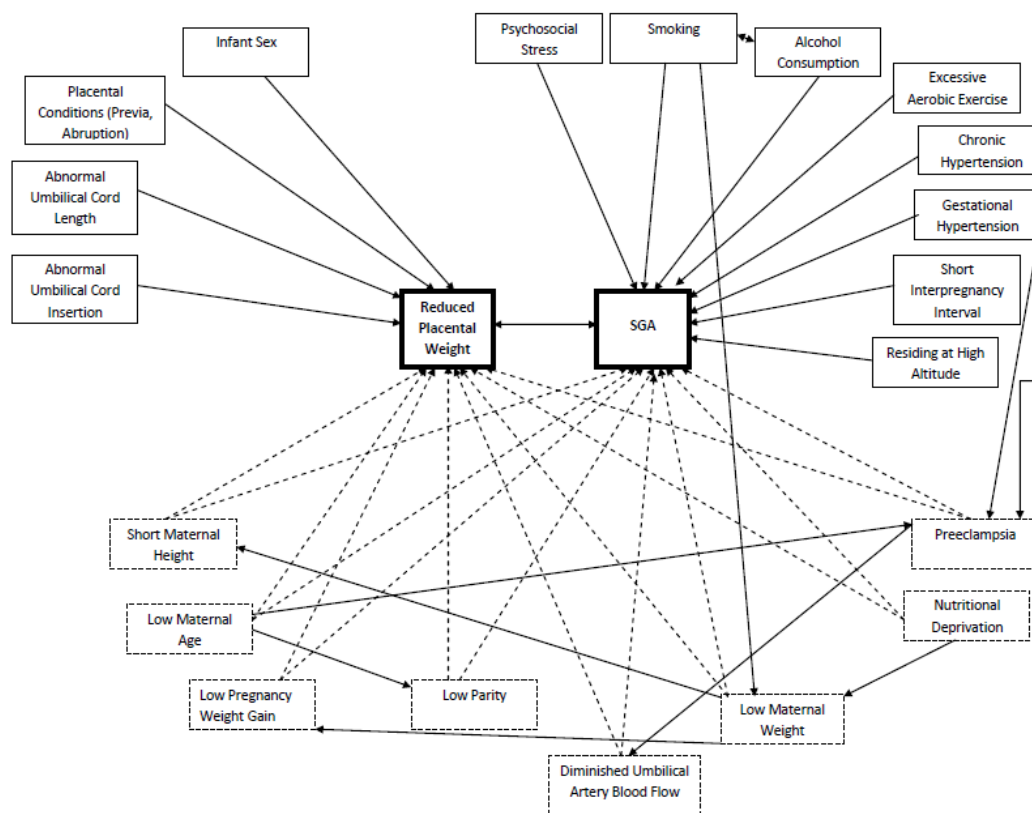 Infant Sex
Psychosocial
Stress
Smoking
Alcohol
Consumption
Placental
Conditions (Previa,
Abruption)
Excessive
Aerobic Exercise
Chronic
Hypertension
Abnormal
Umbilical Cord
Length
Gestational
Hypertension
Abnormal
Umbilical Cord
Insertion
Short
Interpregnancy
Interval
Reduced
Placental
Weight
SGA
Residing at High
Altitude
Short Maternal
Height
Preeclampsia
Low Maternal
Age
Nutritional
Deprivation
Low Pregnancy
Weight Gain
Low Parity
Low Maternal
Weight
Diminished Umbilical
Artery Blood Flow